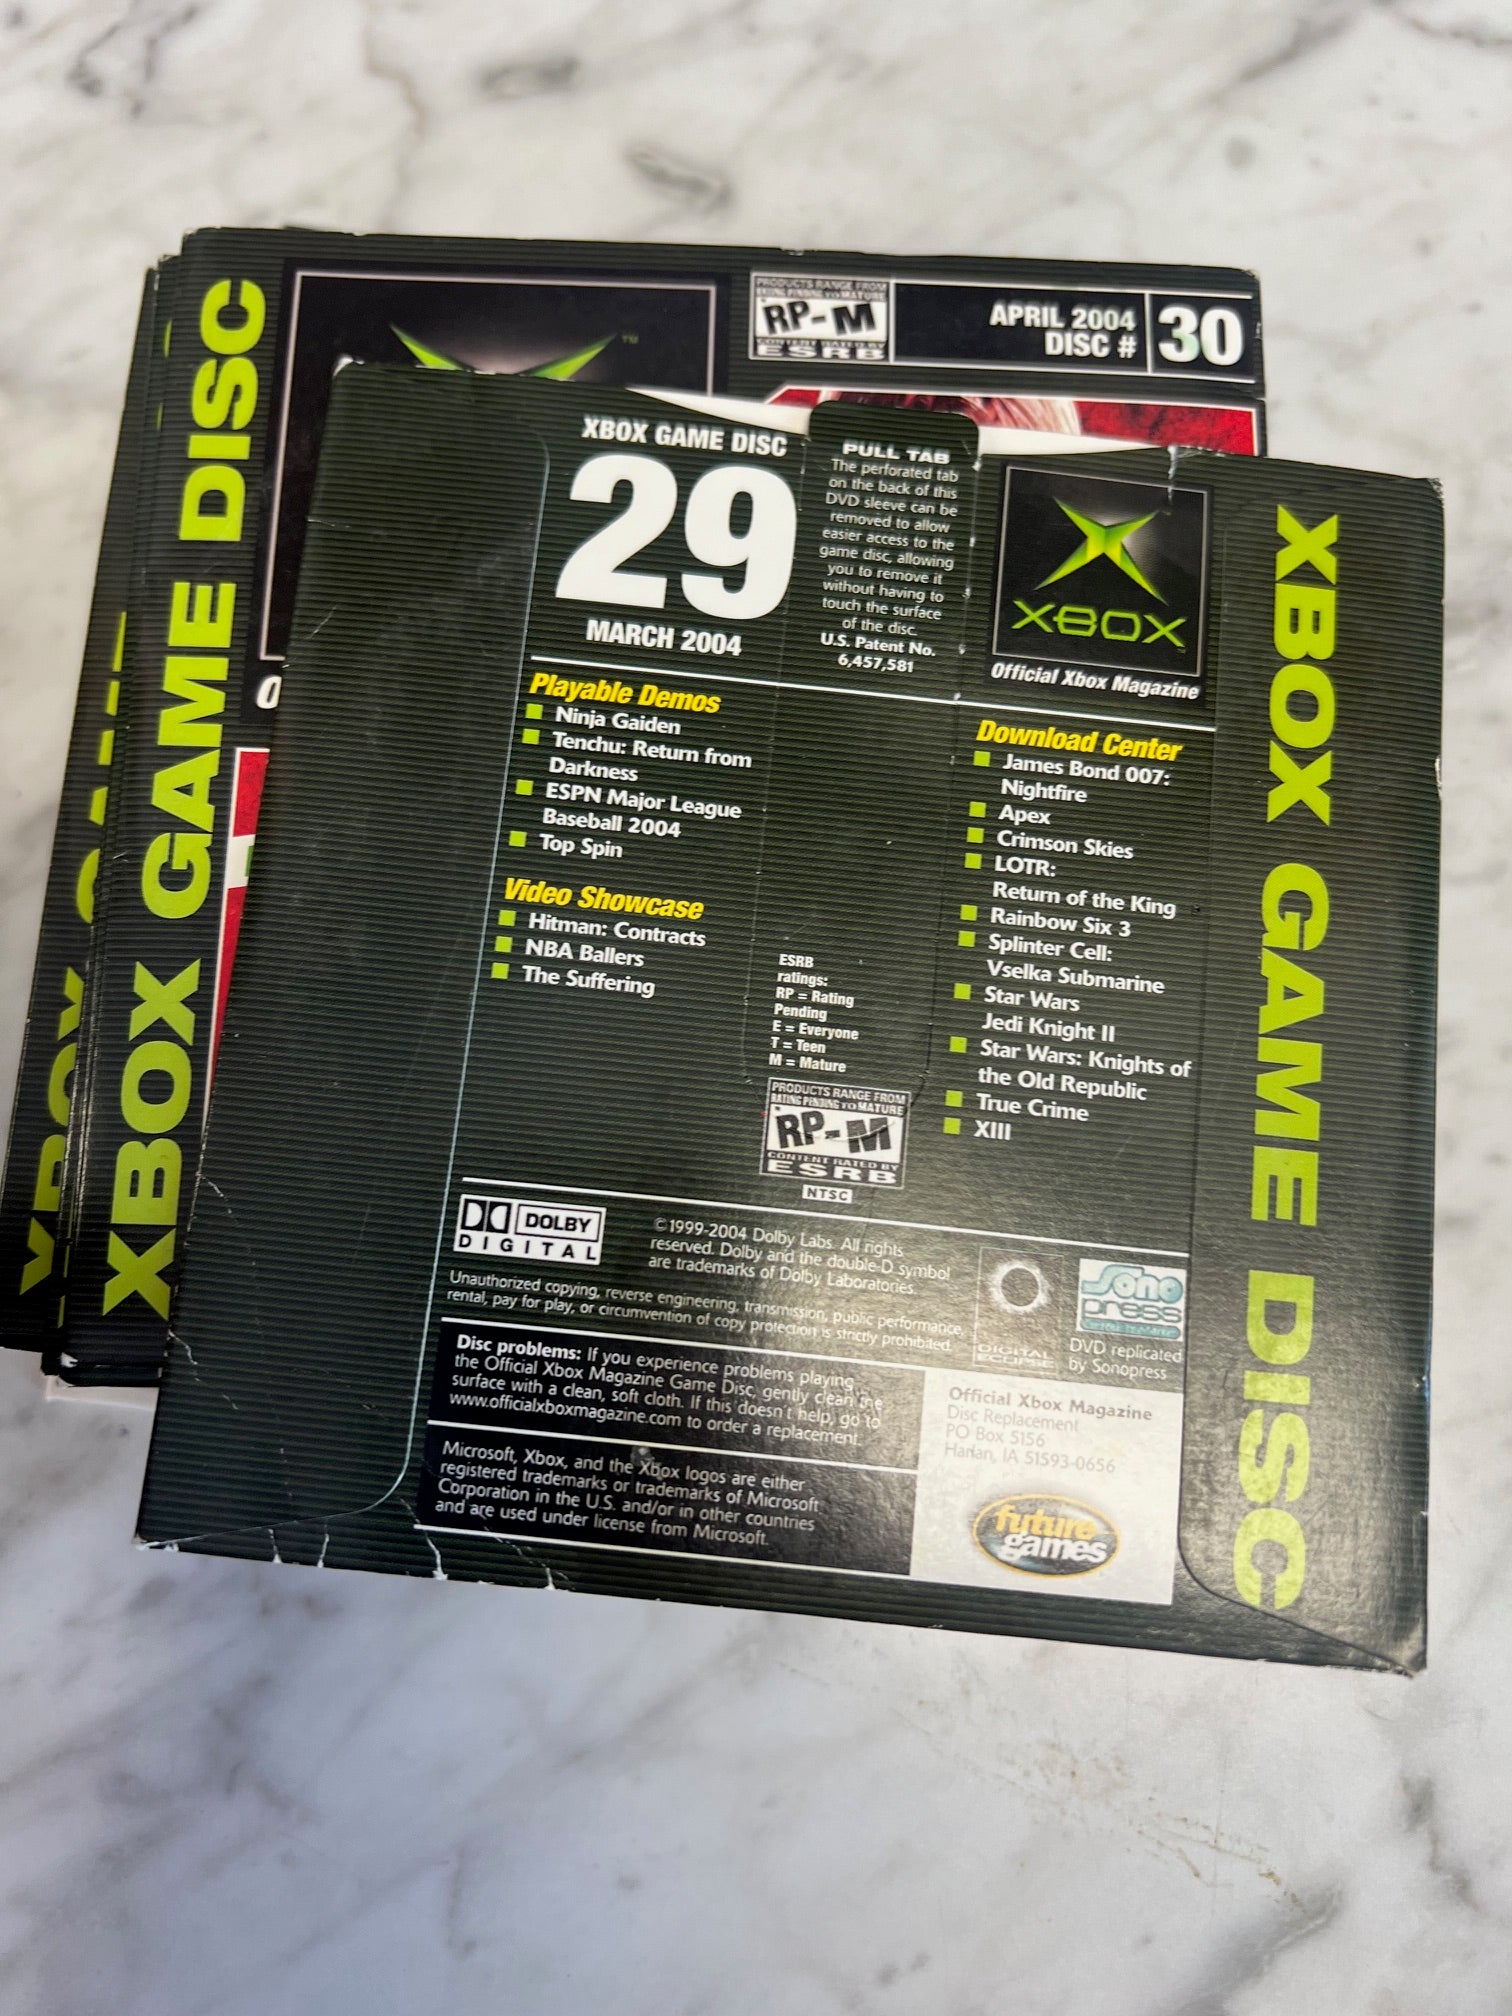 XBOX GAME
XBOX GAME DISC
TM
PRODUCTS RANGE FROM
RATING PENDING TO MATURE
RP-M
CONTENT RATED BY
ESRB
APRIL 2004
DISC #
30
O
XBOX GAME DISC
29
MARCH 2004
PULL TAB
The perforated tab
on the back of this
DVD sleeve can be
removed to allow
easier access to the
game disc, allowing
you to remove it
without having to
touch the surface
of the disc.
U.S. Patent No.
6,457,581
XBOX
Official Xbox Magazine
Playable Demos
Ninja Gaiden
Tenchu: Return from
Darkness
ESPN Major League
Baseball 2004
Top Spin
Video Showcase
Hitman: Contracts
NBA Ballers
The Suffering
Download Center
James Bond 007:
Nightfire
Apex
Crimson Skies
LOTR:
Return of the King
Rainbow Six 3
Splinter Cell:
Vselka Submarine
Star Wars
Jedi Knight II
Star Wars: Knights of
the Old Republic
True Crime
XIII
ESRB
ratings:
RP = Rating
Pending
E = Everyone
T = Teen
M = Mature
PRODUCTS RANGE FROM
RATING PENDING TO MATURE
RP-M
CONTENT RATED BY
ESRB
NTSC
DOLBY
DIGITAL
©1999-2004 Dolby Labs. All rights
reserved. Dolby and the double-D symbol
are trademarks of Dolby Laboratories.
Unauthorized copying, reverse engineering, transmission, public performance,
rental, pay for play, or circumvention of copy protection is strictly prohibited.
DIGITAL
ECLIPSE
Sono
press
DVD replicated
by Sonopress
Disc problems: If you experience problems playing
the Official Xbox Magazine Game Disc, gently clean the
surface with a clean, soft cloth. If this doesn't help, go to
www.officialxboxmagazine.com to order a replacement.
Microsoft, Xbox, and the Xbox logos are either
registered trademarks or trademarks of Microsoft
Corporation in the U.S. and/or in other countries
and are used under license from Microsoft.
Official Xbox Magazine
Disc Replacement
PO Box 5156
Harlan, IA 51593-0656
future
games
XBOX GAME DISC